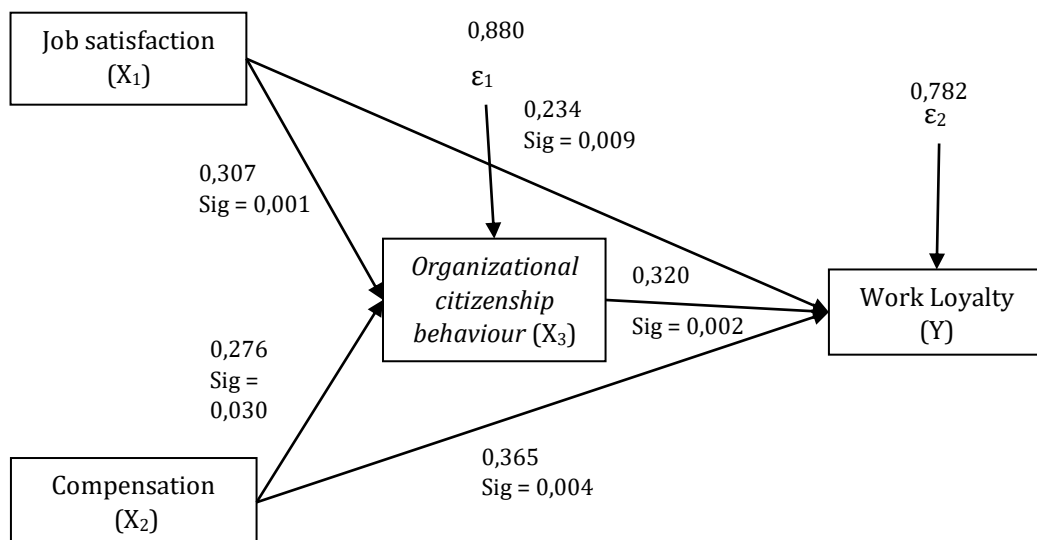 Job satisfaction
(X₁)
0,880
ε₁
0,234
Sig = 0,009
0,782
ε₂
0,307
Sig = 0,001
Organizational
citizenship
behaviour (X₃)
0,320
Sig = 0,002
Work Loyalty
(Y)
0,276
Sig =
0,030
0,365
Sig = 0,004
Compensation
(X₂)